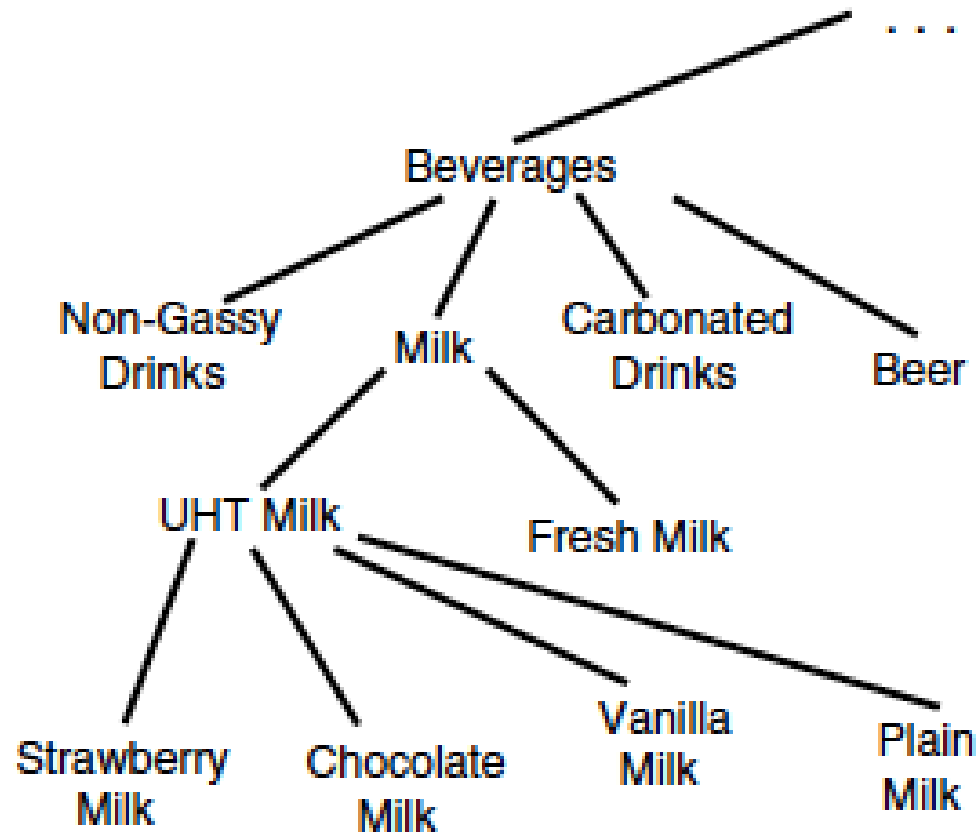 . . .
Beverages
Non-Gassy
Drinks
Milk
Carbonated
Drinks
Beer
UHT Milk
Fresh Milk
Strawberry
Milk
Chocolate
Milk
Vanilla
Milk
Plain
Milk